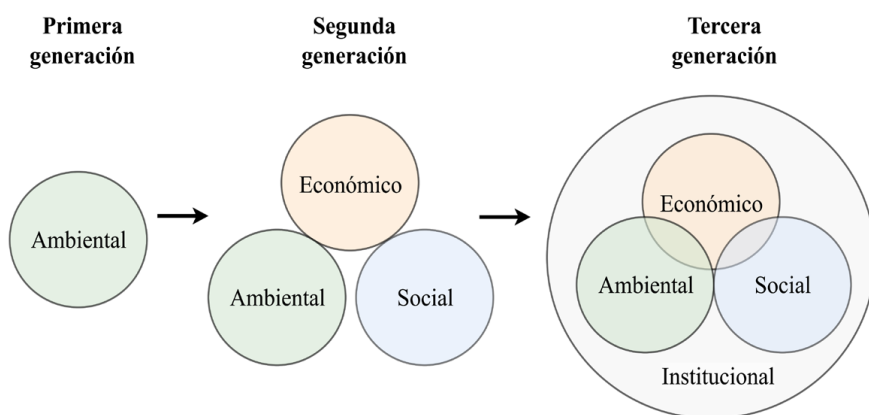 Primera
generación
Segunda
generación
Tercera
generación
Ambiental
Económico
Ambiental
Social
Económico
Ambiental
Social
Institucional